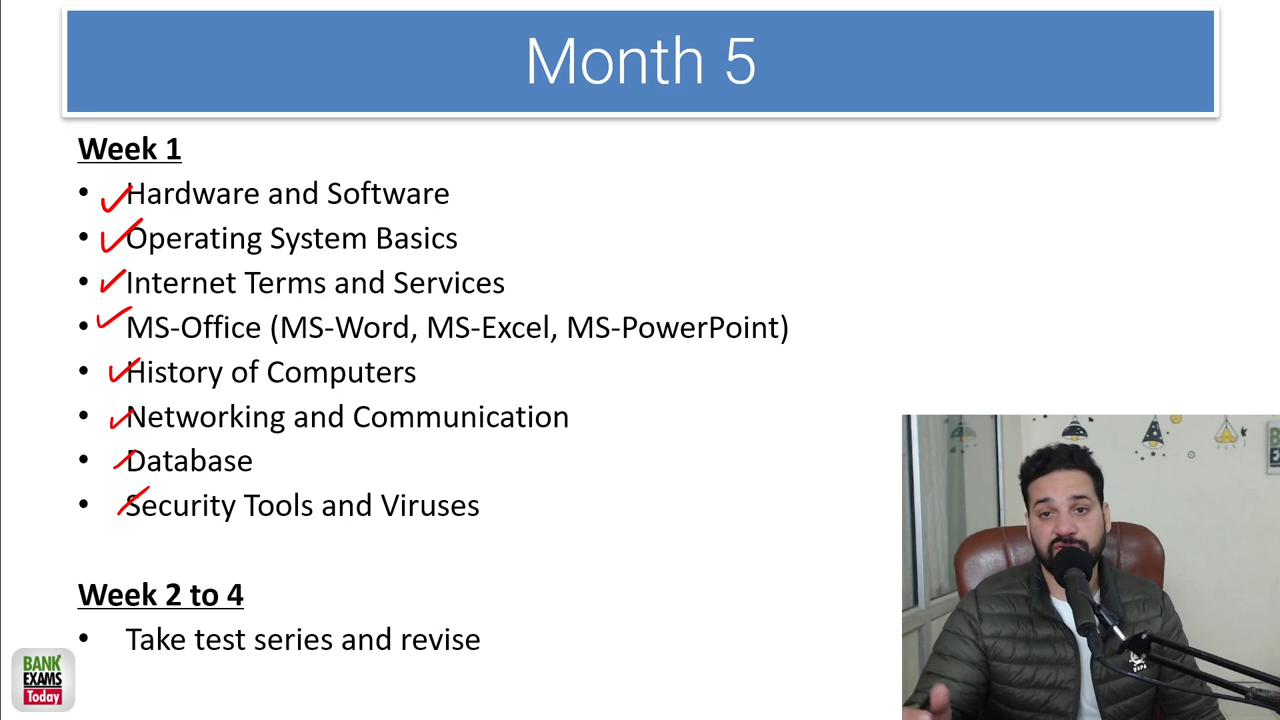 Month 5
Week 1
• Hardware and Software
• Operating System Basics
• Internet Terms and Services
• MS-Office (MS-Word, MS-Excel, MS-PowerPoint)
• History of Computers
• Networking and Communication
• Database
• Security Tools and Viruses
Week 2 to 4
• Take test series and revise
BANK
EXAMS
Today